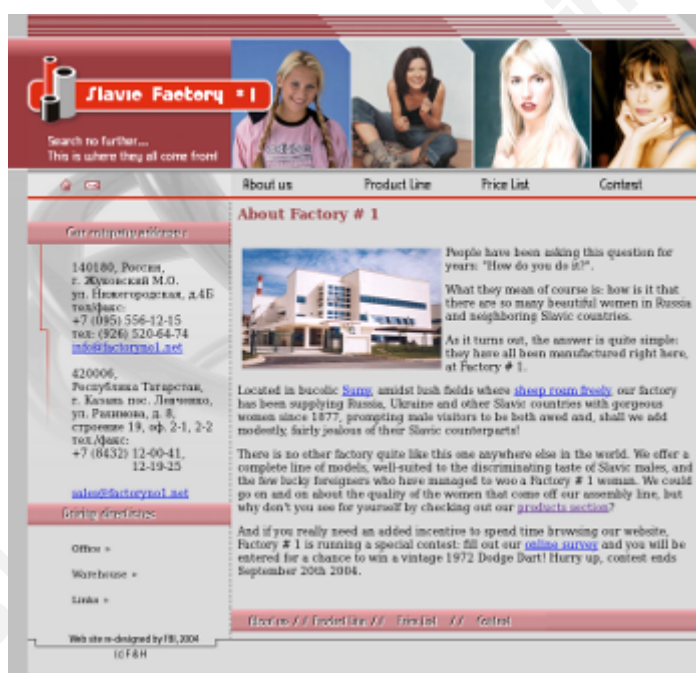 Slavic Factory # 1
Search no further...
This is where they all come from!
About us
Product Line
Price List
Contest
Our company address:
140180, Россия,
г. Жуковский М.О.
ул. Нижегородская, д.4Б
тел/факс:
+7 (095) 556-12-15
тел: (926) 520-64-74
info@factoryno1.net
420006,
Республика Татарстан,
г. Казань пос. Левченко,
ул. Рахимова, д. 8,
строение 19, оф. 2-1, 2-2
тел./факс:
+7 (8432) 12-00-41,
12-19-25
sales@factoryno1.net
Driving directions:
Office »
Warehouse »
Links »
Web site re-designed by FBI, 2004
(c) F&H
About Factory # 1
People have been asking this question for
years: "How do you do it?".
What they mean of course is: how is it that
there are so many beautiful women in Russia
and neighboring Slavic countries.
As it turns out, the answer is quite simple:
they have all been manufactured right here,
at Factory # 1.
Located in bucolic Sumy, amidst lush fields where sheep roam freely, our factory
has been supplying Russia, Ukraine and other Slavic countries with gorgeous
women since 1877, prompting male visitors to be both awed and, shall we add
modestly, fairly jealous of their Slavic counterparts!
There is no other factory quite like this one anywhere else in the world. We offer a
complete line of models, well-suited to the discriminating taste of Slavic males, and
the few lucky foreigners who have managed to woo a Factory # 1 woman. We could
go on and on about the quality of the women that come off our assembly line, but
why don't you see for yourself by checking out our products section?
And if you really need an added incentive to spend time browsing our website,
Factory # 1 is running a special contest: fill out our online survey and you will be
entered for a chance to win a vintage 1972 Dodge Dart! Hurry up, contest ends
September 20th 2004.
About us // Product Line // Price List // Contest